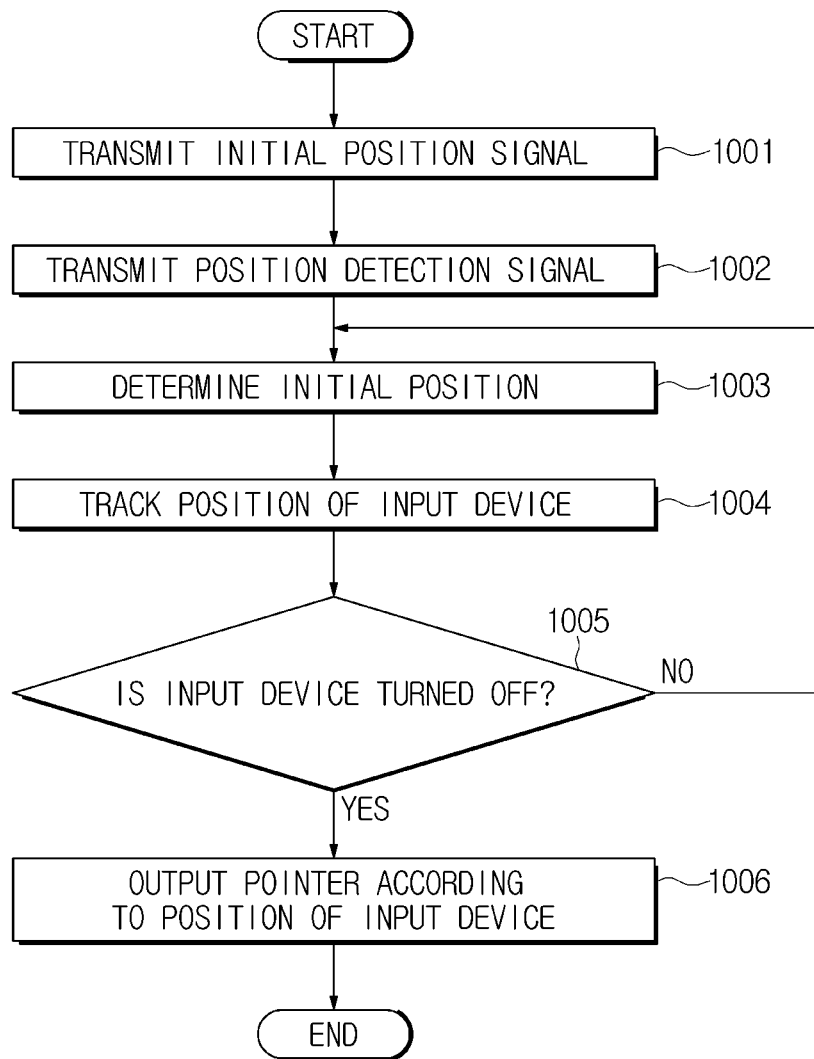 START
TRANSMIT INITIAL POSITION SIGNAL
1001
TRANSMIT POSITION DETECTION SIGNAL
1002
DETERMINE INITIAL POSITION
1003
TRACK POSITION OF INPUT DEVICE
1004
1005
IS INPUT DEVICE TURNED OFF?
NO
YES
OUTPUT POINTER ACCORDING
TO POSITION OF INPUT DEVICE
1006
END